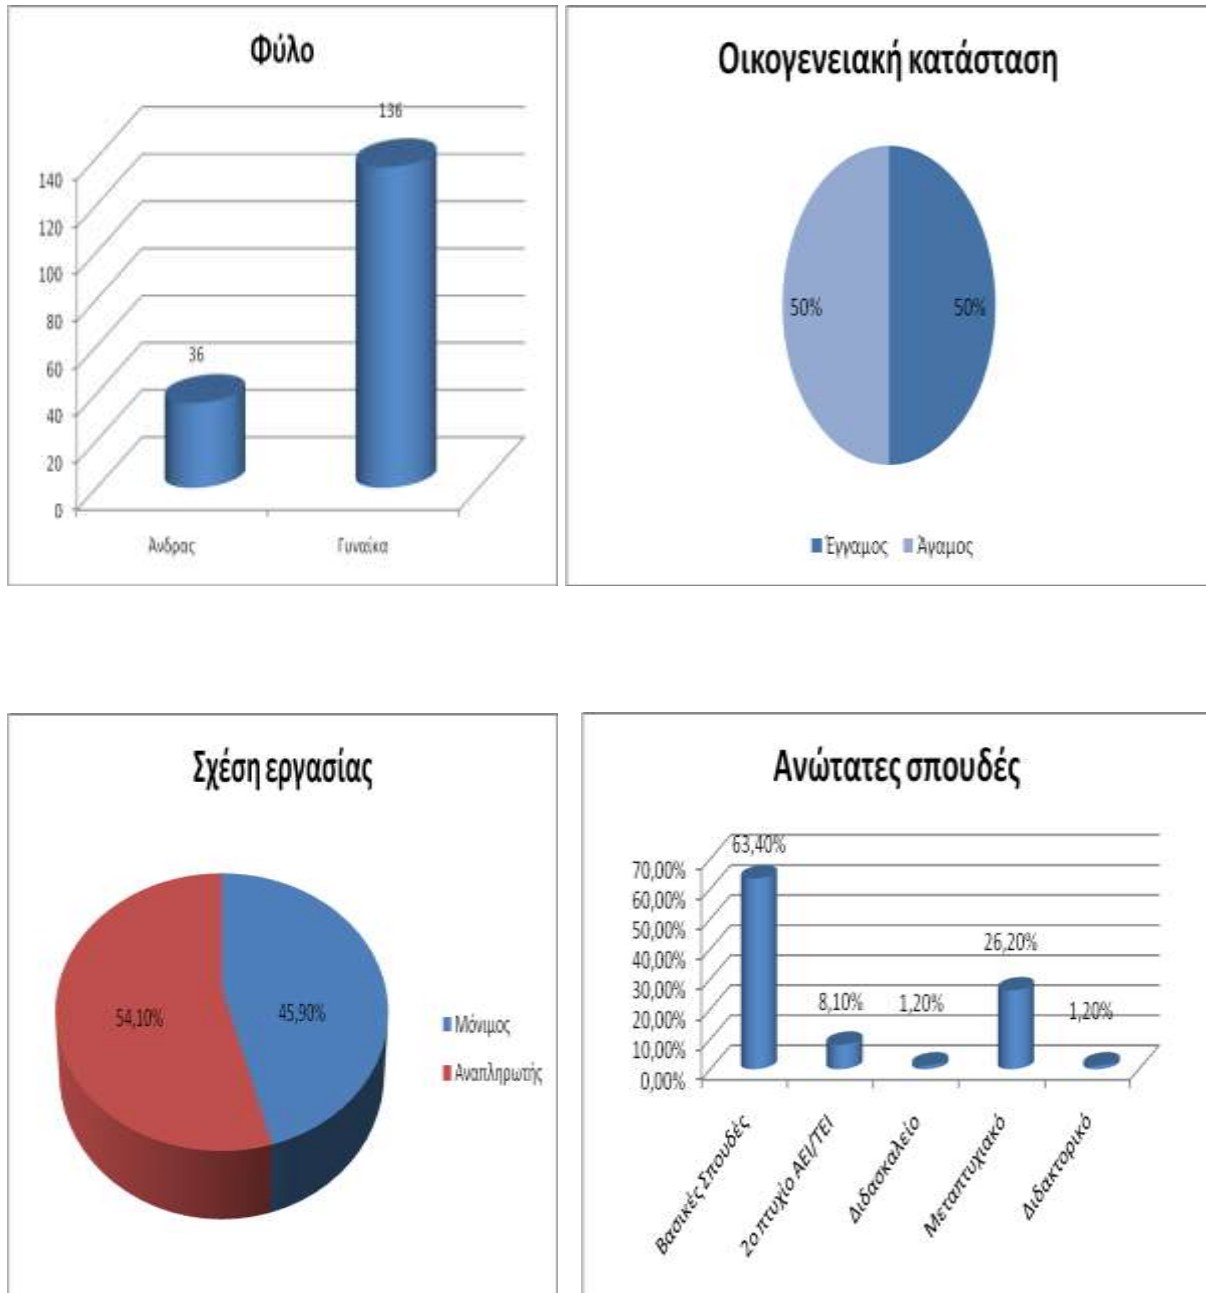 Φύλο
136
140
120
100
80
60
40
20
0
36
Άνδρας
Γυναίκα
Οικογενειακή κατάσταση
50%
50%
Έγγαμος
Άγαμος
Σχέση εργασίας
54,10%
45,90%
Μόνιμος
Αναπληρωτής
Ανώτατες σπουδές
63,40%
70,00%
60,00%
50,00%
40,00%
30,00%
20,00%
10,00%
0,00%
8,10%
1,20%
26,20%
1,20%
Βασικές Σπουδές
2ο πτυχίο ΑΕΙ/ΤΕΙ
Διδασκαλείο
Μεταπτυχιακό
Διδακτορικό